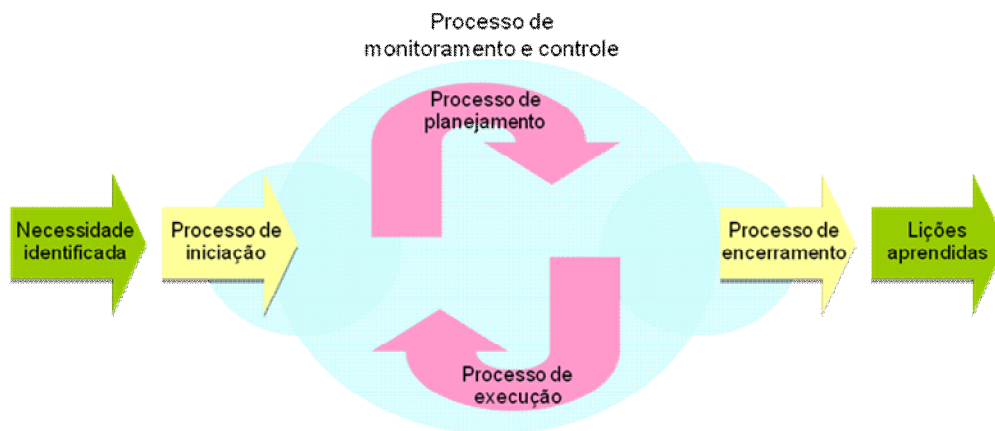 Processo de
monitoramento e controle
Processo de
planejamento
Necessidade
identificada
Processo de
iniciação
Processo de
encerramento
Lições
aprendidas
Processo de
execução